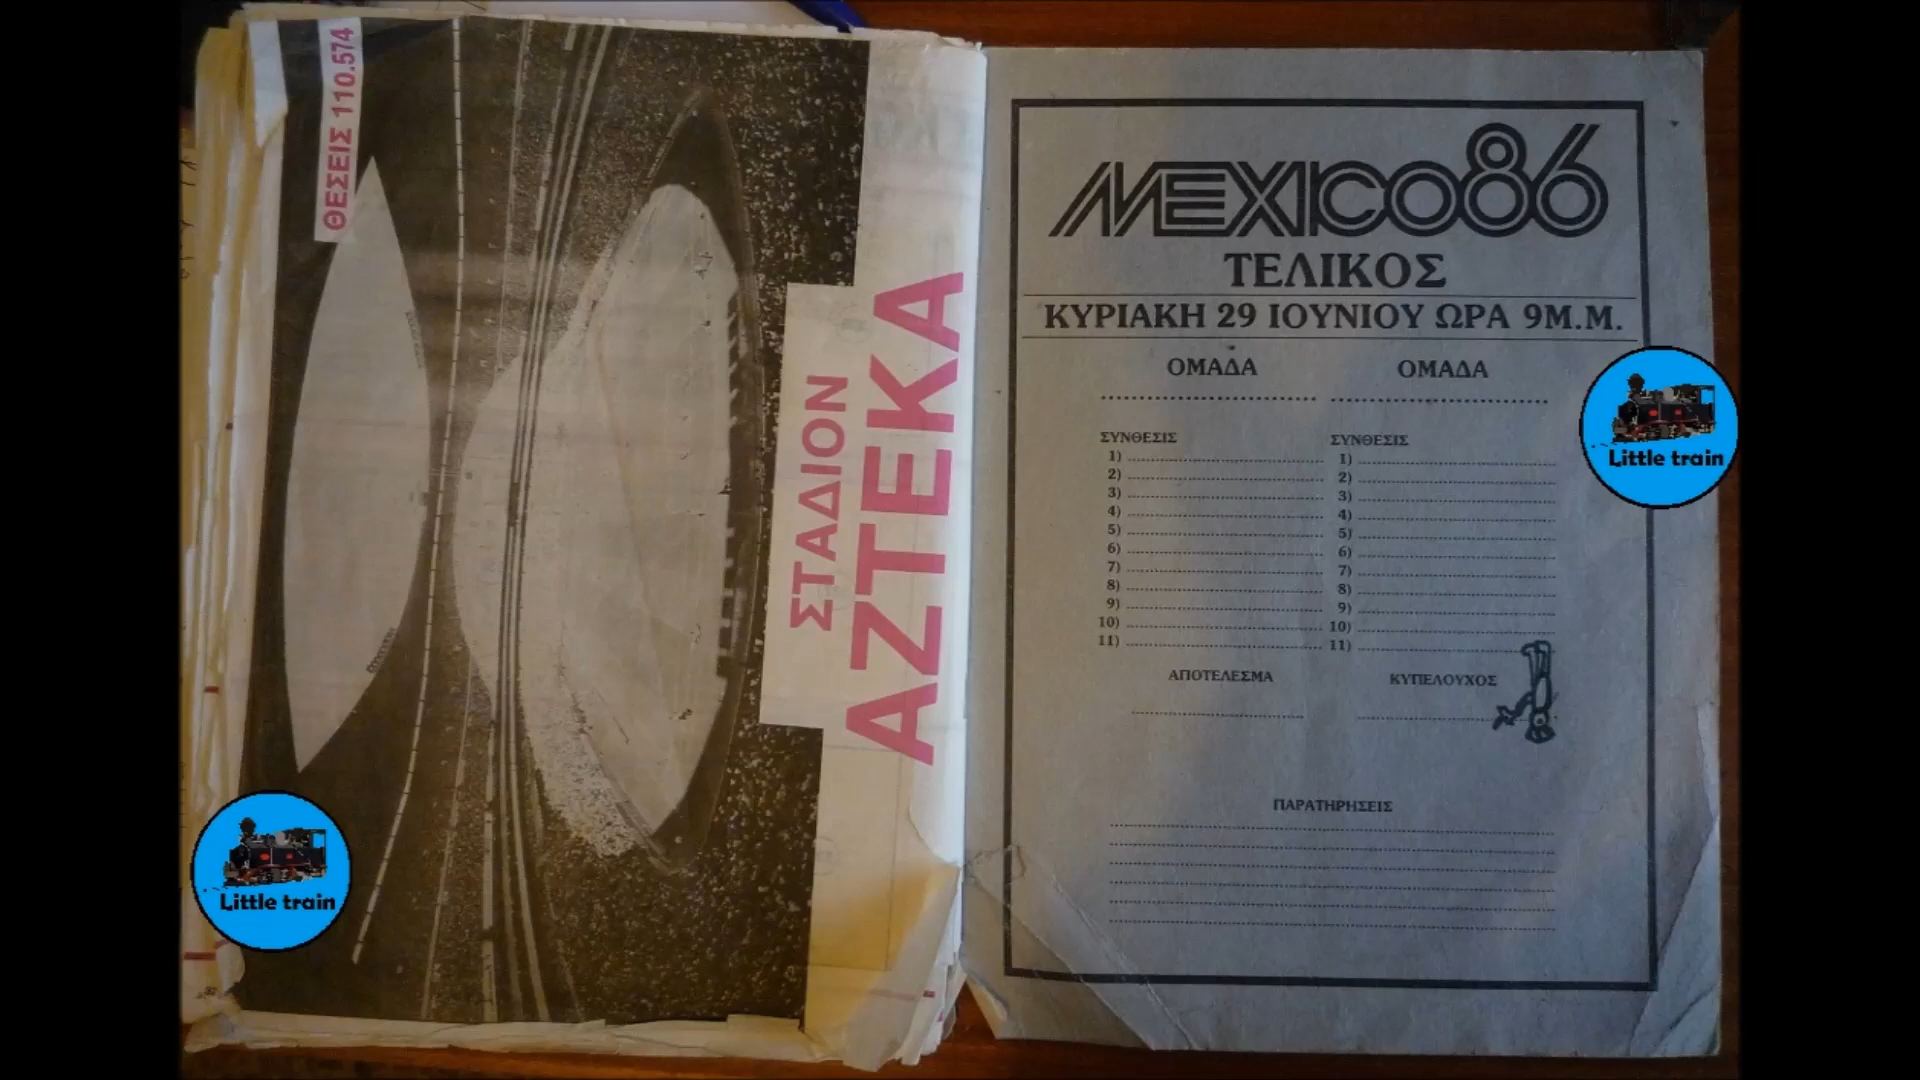 ΘΕΣΕΙΣ 110.574
ΣΤΑΔΙΟΝ
ΑΖΤΕΚΑ
Little train
MEXICO86
ΤΕΛΙΚΟΣ
ΚΥΡΙΑΚΗ 29 ΙΟΥΝΙΟΥ ΩΡΑ 9Μ.Μ.
ΟΜΑΔΑ ΟΜΑΔΑ
ΣΥΝΘΕΣΙΣ ΣΥΝΘΕΣΙΣ
1) 1)
2) 2)
3) 3)
4) 4)
5) 5)
6) 6)
7) 7)
8) 8)
9) 9)
10) 10)
11) 11)
ΑΠΟΤΕΛΕΣΜΑ ΚΥΠΕΛΟΥΧΟΣ
ΠΑΡΑΤΗΡΗΣΕΙΣ
Little train